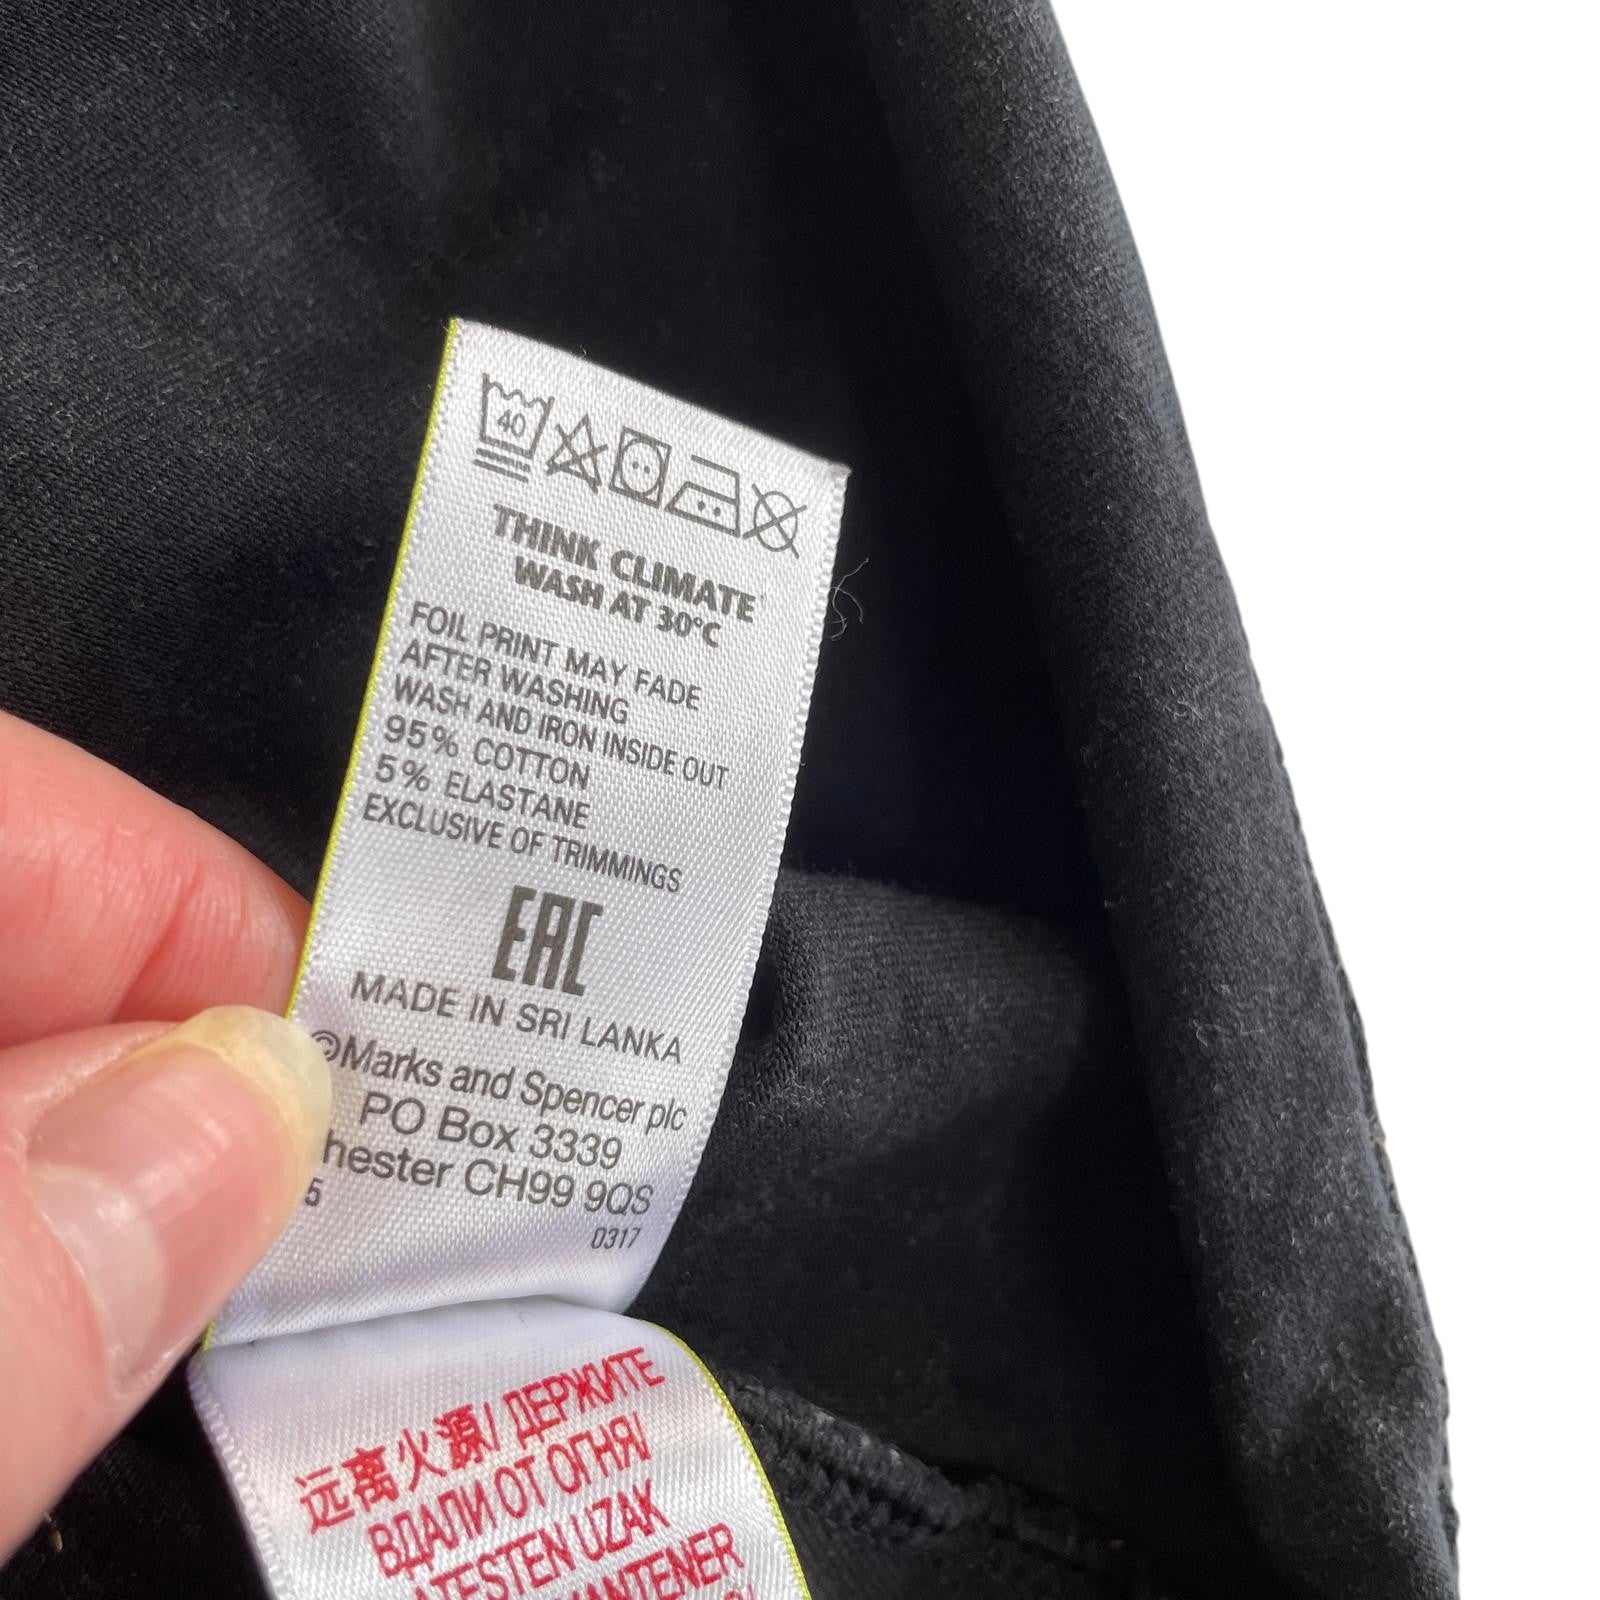 40
THINK CLIMATE
WASH AT 30°C
FOIL PRINT MAY FADE
AFTER WASHING
WASH AND IRON INSIDE OUT
95% COTTON
5% ELASTANE
EXCLUSIVE OF TRIMMINGS
EAC
MADE IN SRI LANKA
©Marks and Spencer plc
PO Box 3339
hester CH99 9QS
5
0317
远离火源/ ДЕРЖИТЕ
ВДАЛИ ОТ ОГНЯ/
ATEŞTEN UZAK
MANTENER